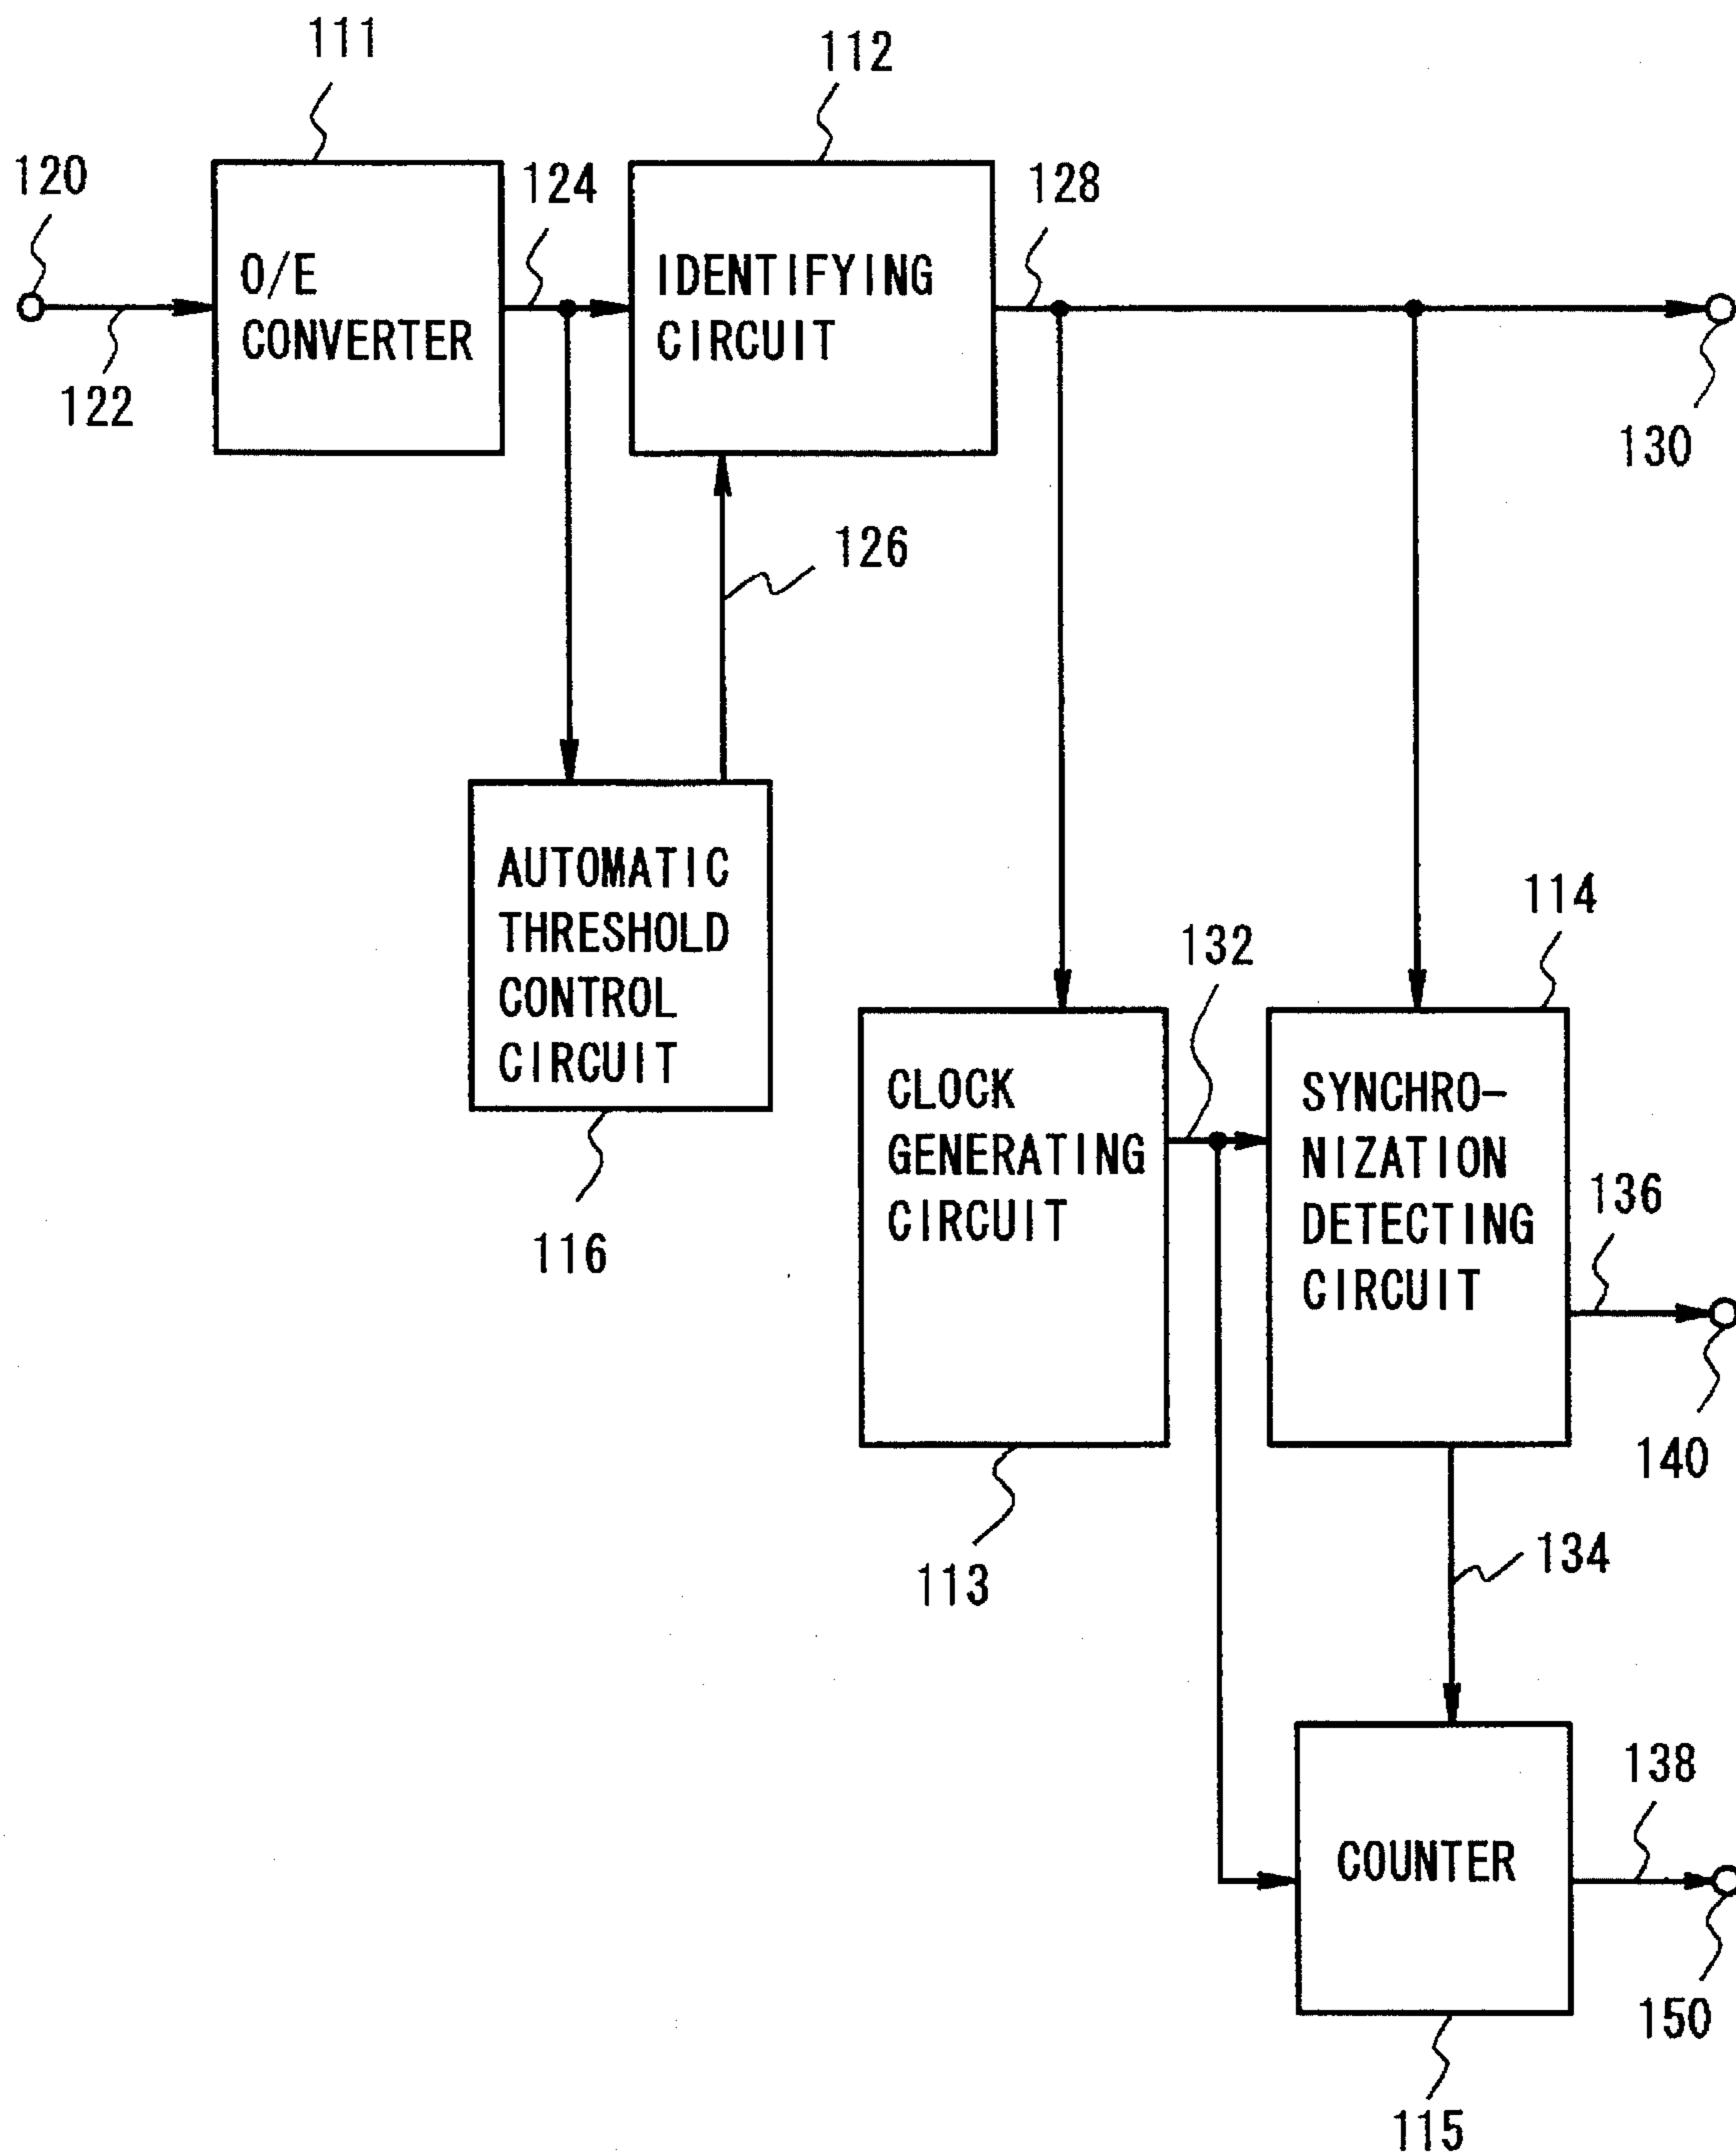 111
112
120
124
128
O/E
CONVERTER
IDENTIFYING
CIRCUIT
122
130
126
AUTOMATIC
THRESHOLD
CONTROL
CIRCUIT
114
132
CLOCK
GENERATING
CIRCUIT
SYNCHRO-
NIZATION
DETECTING
CIRCUIT
136
116
140
113
134
138
COUNTER
150
115